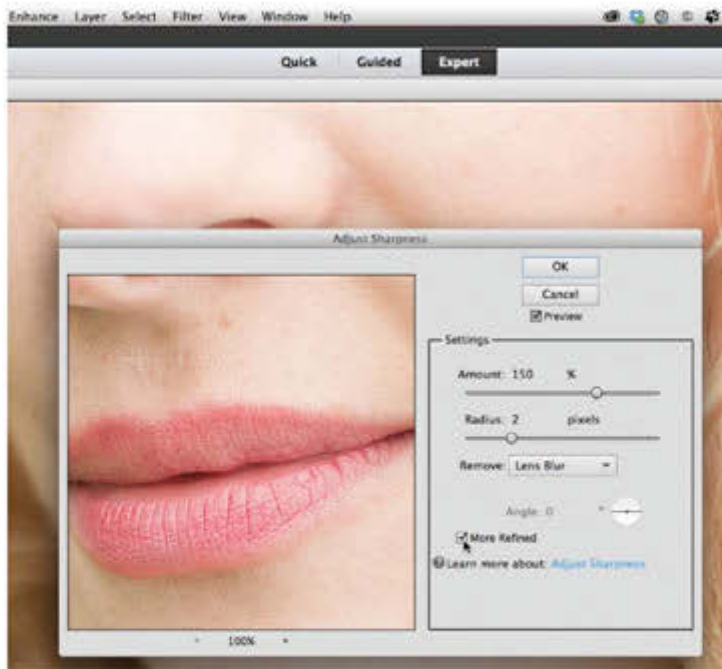 Enhance Layer Select Filter View Window Help
Quick Guided Expert
Adjust Sharpness
OK
Cancel
Preview
Settings
Amount: 150 %
Radius: 2 pixels
Remove: Lens Blur
Angle: 0 °
More Refined
Learn more about: Adjust Sharpness
- 100% +